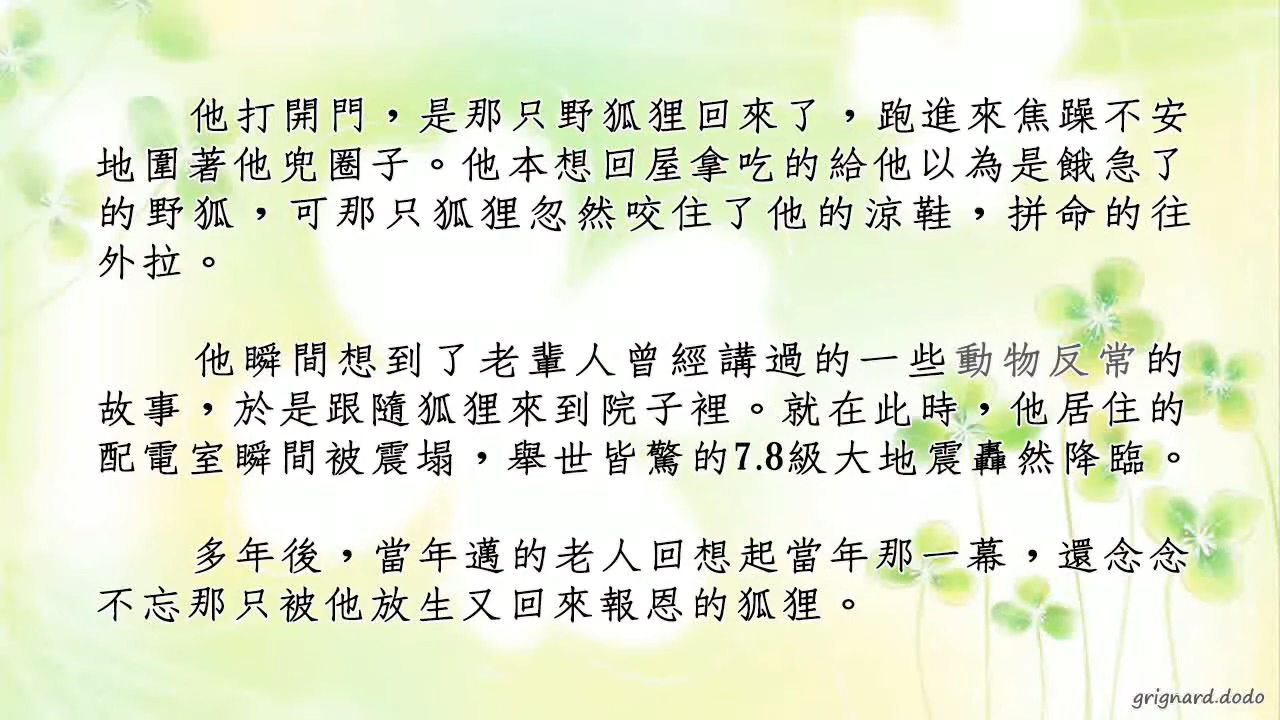 他打開門，是那只野狐狸回來了，跑進來焦躁不安
地圍著他兜圈子。他本想回屋拿吃的給他以為是餓急了
的野狐，可那只狐狸忽然咬住了他的涼鞋，拼命的往
外拉。
他瞬間想到了老輩人曾經講過的一些動物反常的
故事，於是跟隨狐狸來到院子裡。就在此時，他居住的
配電室瞬間被震塌，舉世皆驚的7.8級大地震轟然降臨。
多年後，當年邁的老人回想起當年那一幕，還念念
不忘那只被他放生又回來報恩的狐狸。
grignard.dodo